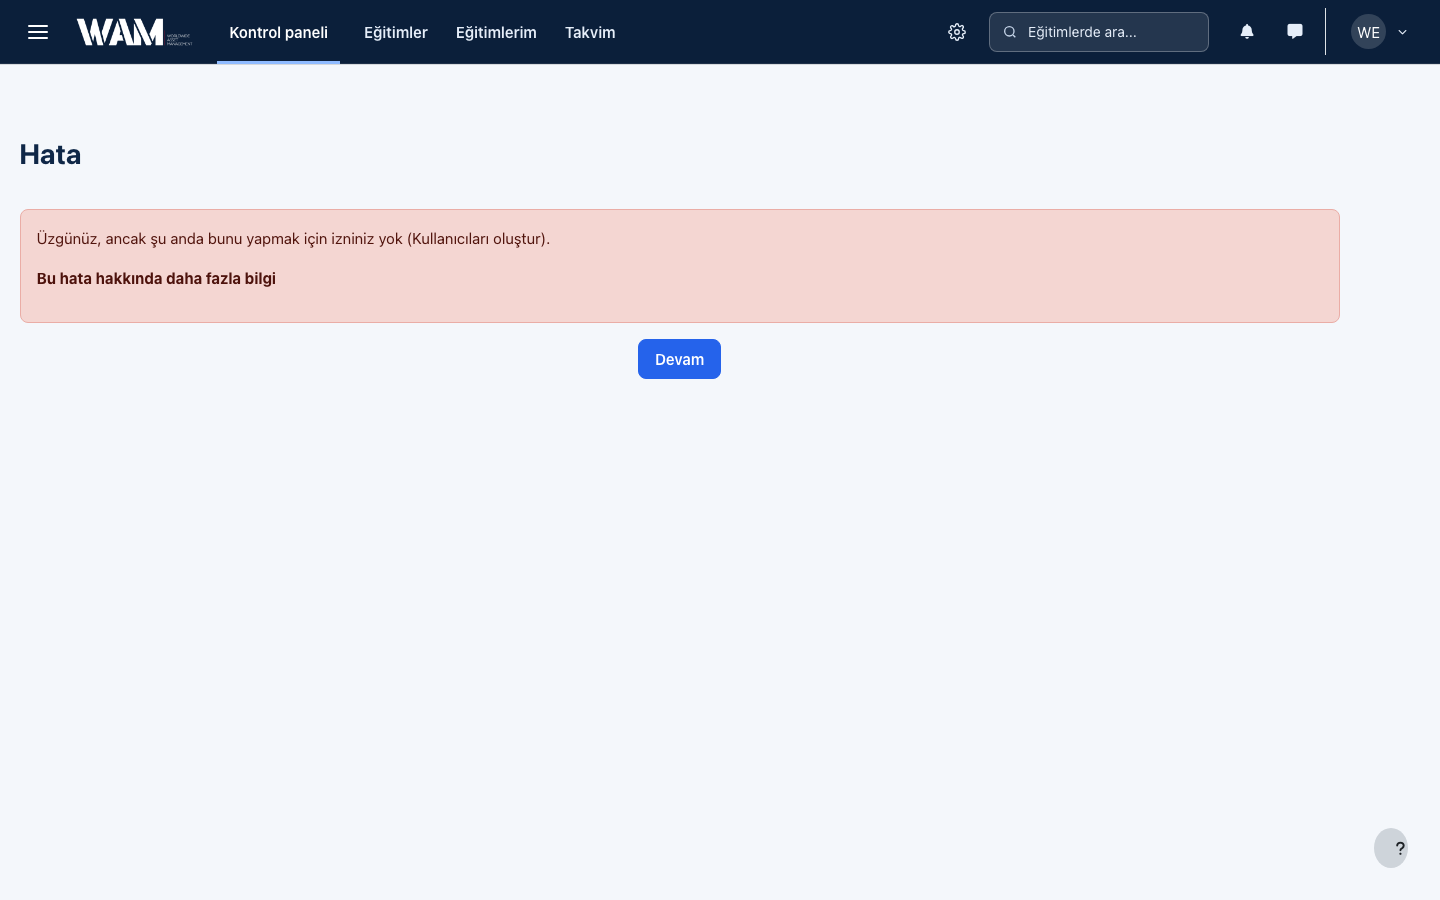 WAM
Kontrol paneli
Eğitimler
Eğitimlerim
Takvim
Eğitimlerde ara...
WE
Hata
Üzgünüz, ancak şu anda bunu yapmak için izniniz yok (Kullanıcıları oluştur).
Bu hata hakkında daha fazla bilgi
Devam
?